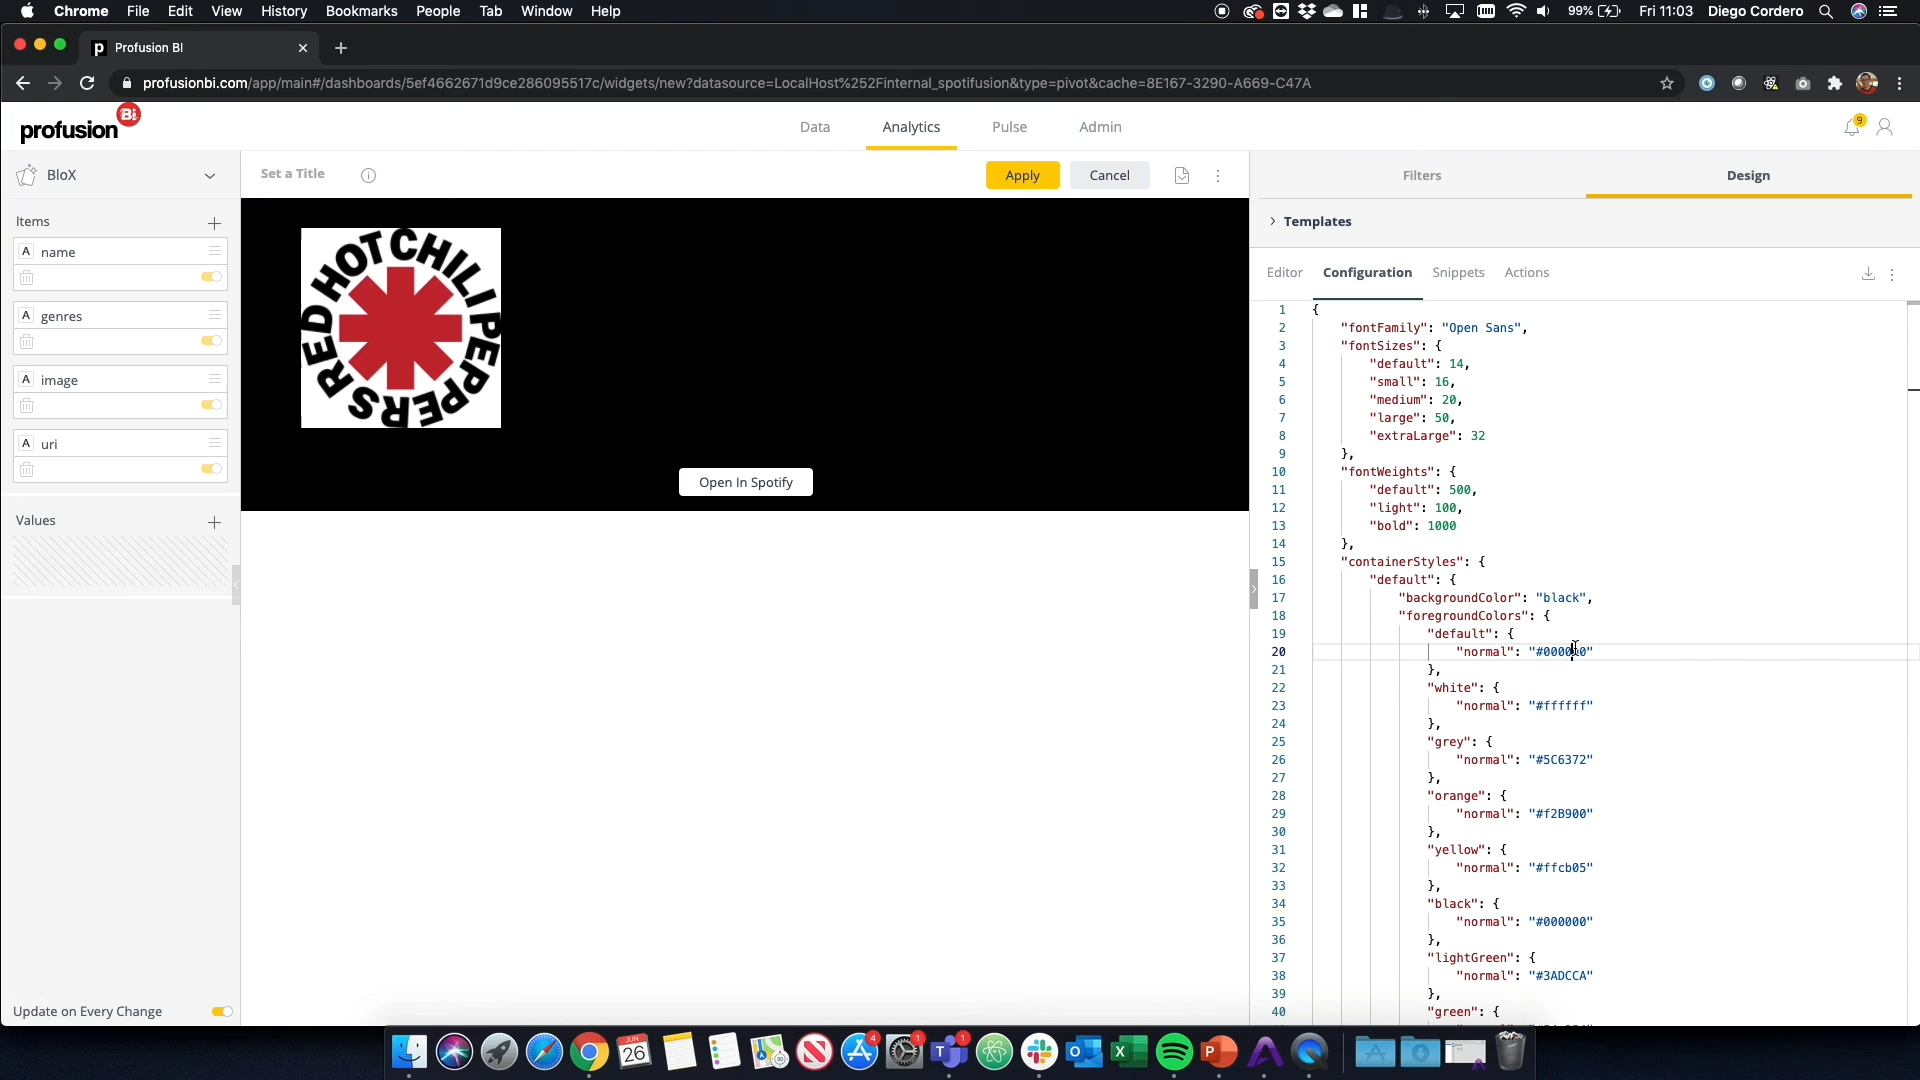 Chrome File Edit View History Bookmarks People Tab Window Help 99% Fri 11:03 Diego Cordero
p Profusion BI
profusionbi.com/app/main#/dashboards/5ef4662671d9ce286095517c/widgets/new?datasource=LocalHost%252Finternal_spotifusion&type=pivot&cache=8E167-3290-A669-C47A
profusion Bi Data Analytics Pulse Admin 9
BloX
Set a Title
Apply Cancel
Filters Design
Items
A name
A genres
A image
A uri
Values
Update on Every Change
RED HOT CHILI PEPPERS
Open In Spotify
Templates
Editor Configuration Snippets Actions
1 {
2 "fontFamily": "Open Sans",
3 "fontSizes": {
4 "default": 14,
5 "small": 16,
6 "medium": 20,
7 "large": 50,
8 "extraLarge": 32
9 },
10 "fontWeights": {
11 "default": 500,
12 "light": 100,
13 "bold": 1000
14 },
15 "containerStyles": {
16 "default": {
17 "backgroundColor": "black",
18 "foregroundColors": {
19 "default": {
20 "normal": "#000000"
21 },
22 "white": {
23 "normal": "#ffffff"
24 },
25 "grey": {
26 "normal": "#5C6372"
27 },
28 "orange": {
29 "normal": "#f2B900"
30 },
31 "yellow": {
32 "normal": "#ffcb05"
33 },
34 "black": {
35 "normal": "#000000"
36 },
37 "lightGreen": {
38 "normal": "#3ADCCA"
39 },
40 "green": {
JUN 26 4 1 1